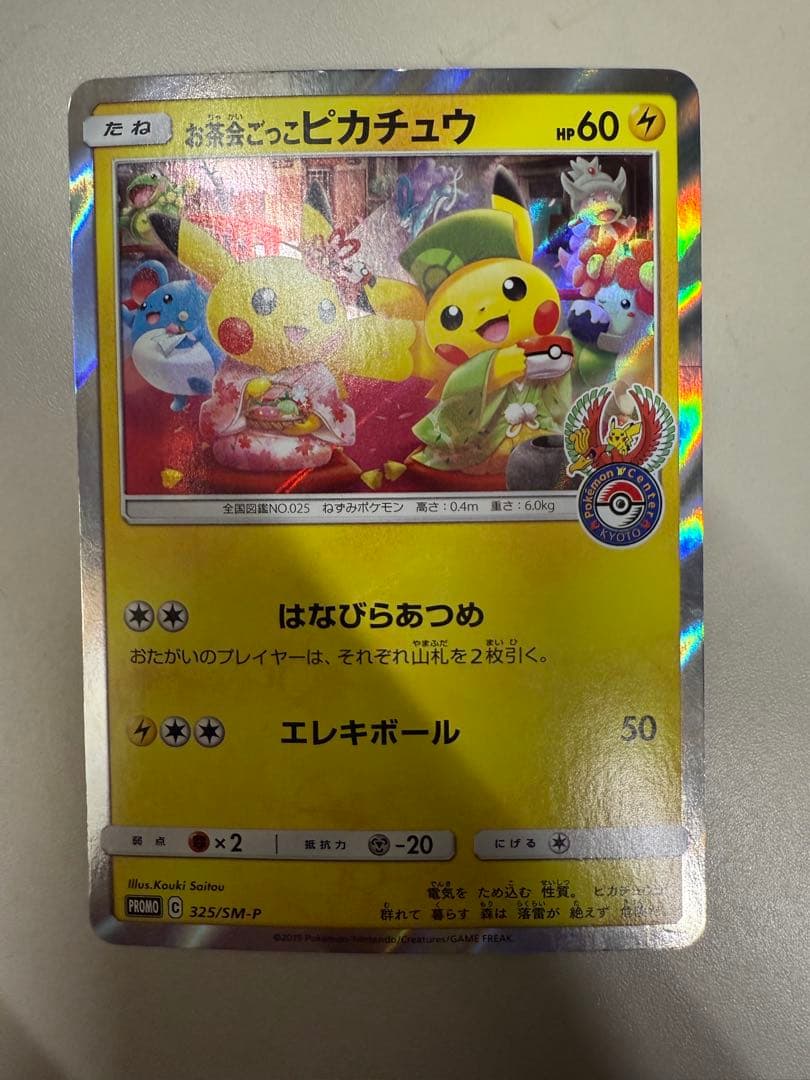 たね
お茶会ごっこピカチュウ
HP60
Pokémon Center
KYOTO
全国図鑑NO.025 ねずみポケモン 高さ:0.4m 重さ:6.0kg
はなびらあつめ
おたがいのプレイヤーは、それぞれ山札を2枚引く。
エレキボール 50
弱点 ×2 抵抗力 -20 にげる
Illus.Kouki Saitou
PROMO C 325/SM-P
電気を ため込む 性質。 ピカチュウが
群れて 暮らす 森は 落雷が 絶えず
©2019 Pokémon/Nintendo/Creatures/GAME FREAK.